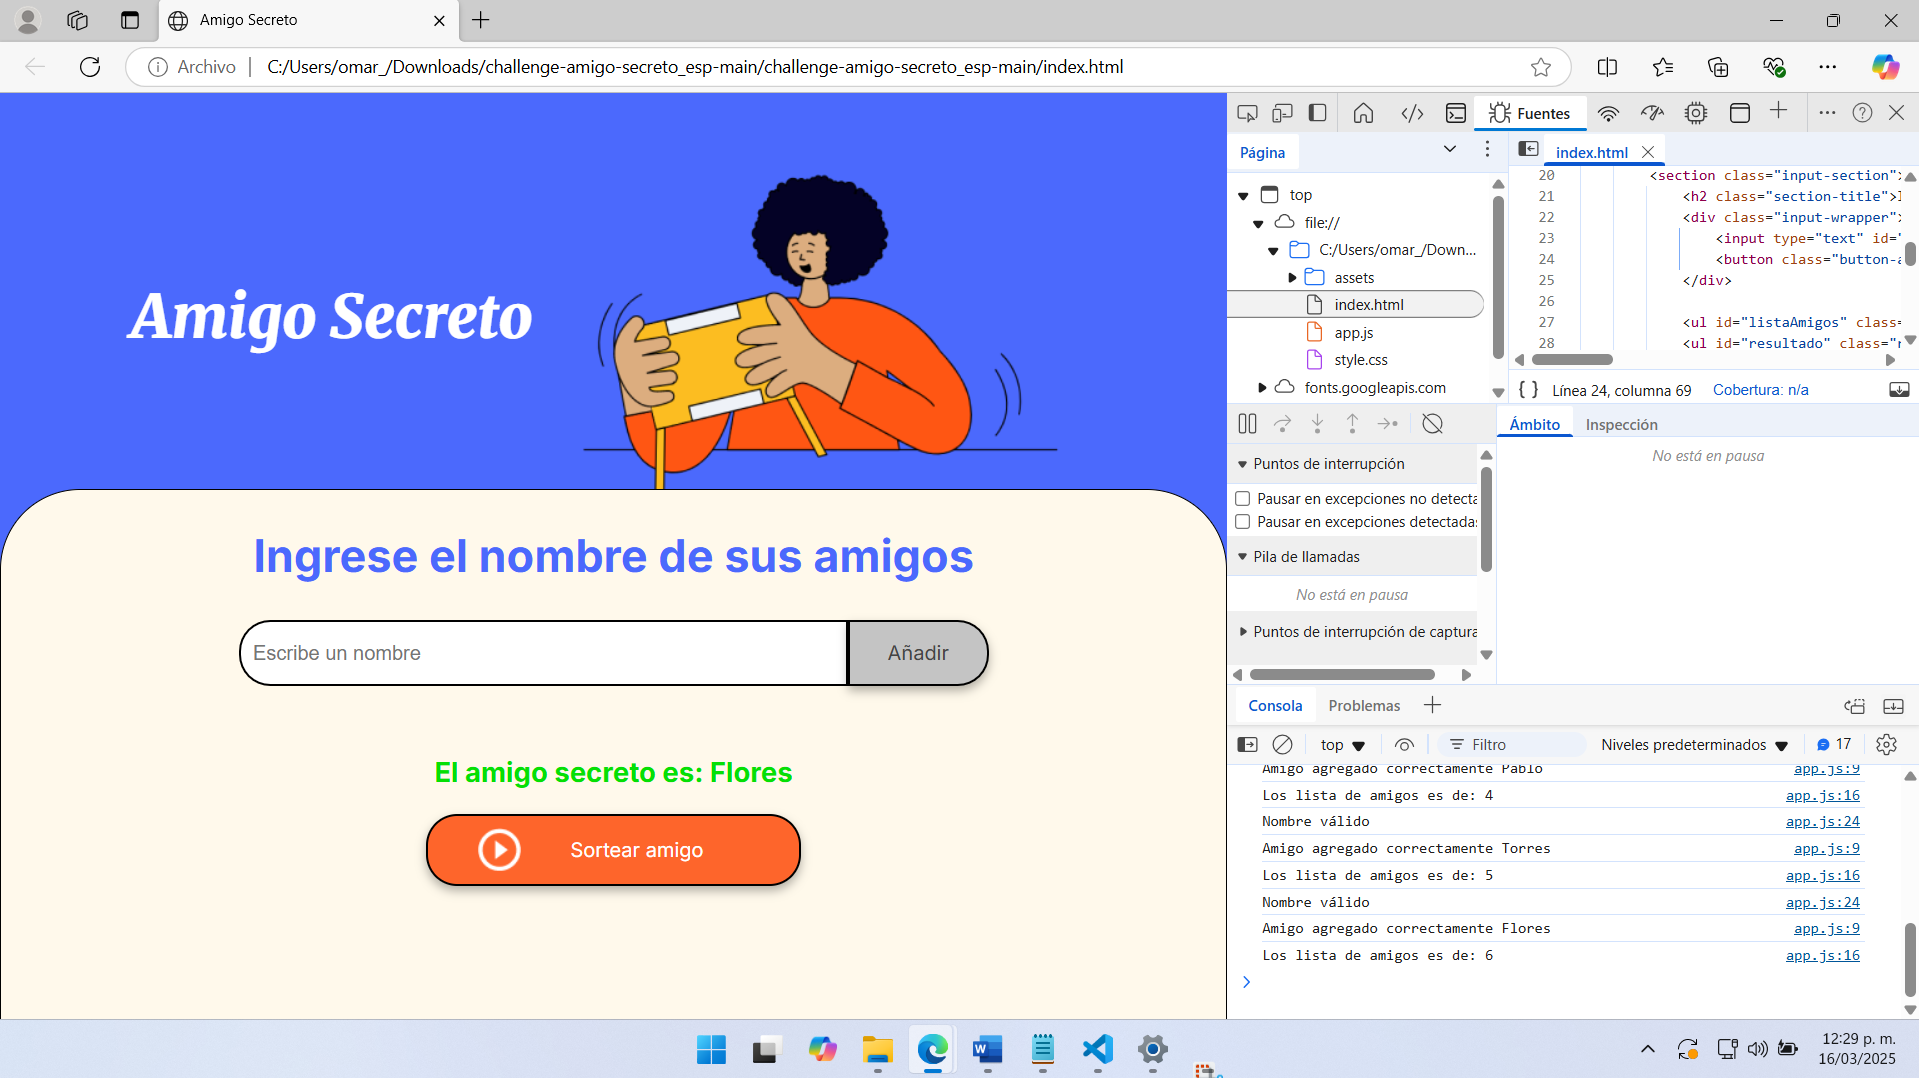 Amigo Secreto
Archivo
C:/Users/omar_/Downloads/challenge-amigo-secreto_esp-main/challenge-amigo-secreto_esp-main/index.html
Amigo Secreto
Ingrese el nombre de sus amigos
Escribe un nombre
Añadir
El amigo secreto es: Flores
Sortear amigo
Fuentes
Página
top
file://
C:/Users/omar_/Down...
assets
index.html
app.js
style.css
fonts.googleapis.com
index.html
20 <section class="input-section">
21 <h2 class="section-title">
22 <div class="input-wrapper">
23 <input type="text" id="
24 <button class="button-a
25 </div>
26
27 <ul id="listaAmigos" class=
28 <ul id="resultado" class="r
{ } Línea 24, columna 69 Cobertura: n/a
Puntos de interrupción
Pausar en excepciones no detecta
Pausar en excepciones detectadas
Pila de llamadas
No está en pausa
Puntos de interrupción de captura
Ámbito Inspección
No está en pausa
Consola Problemas
top Filtro Niveles predeterminados 17
Amigo agregado correctamente Pablo app.js:9
Los lista de amigos es de: 4 app.js:16
Nombre válido app.js:24
Amigo agregado correctamente Torres app.js:9
Los lista de amigos es de: 5 app.js:16
Nombre válido app.js:24
Amigo agregado correctamente Flores app.js:9
Los lista de amigos es de: 6 app.js:16
12:29 p. m.
16/03/2025